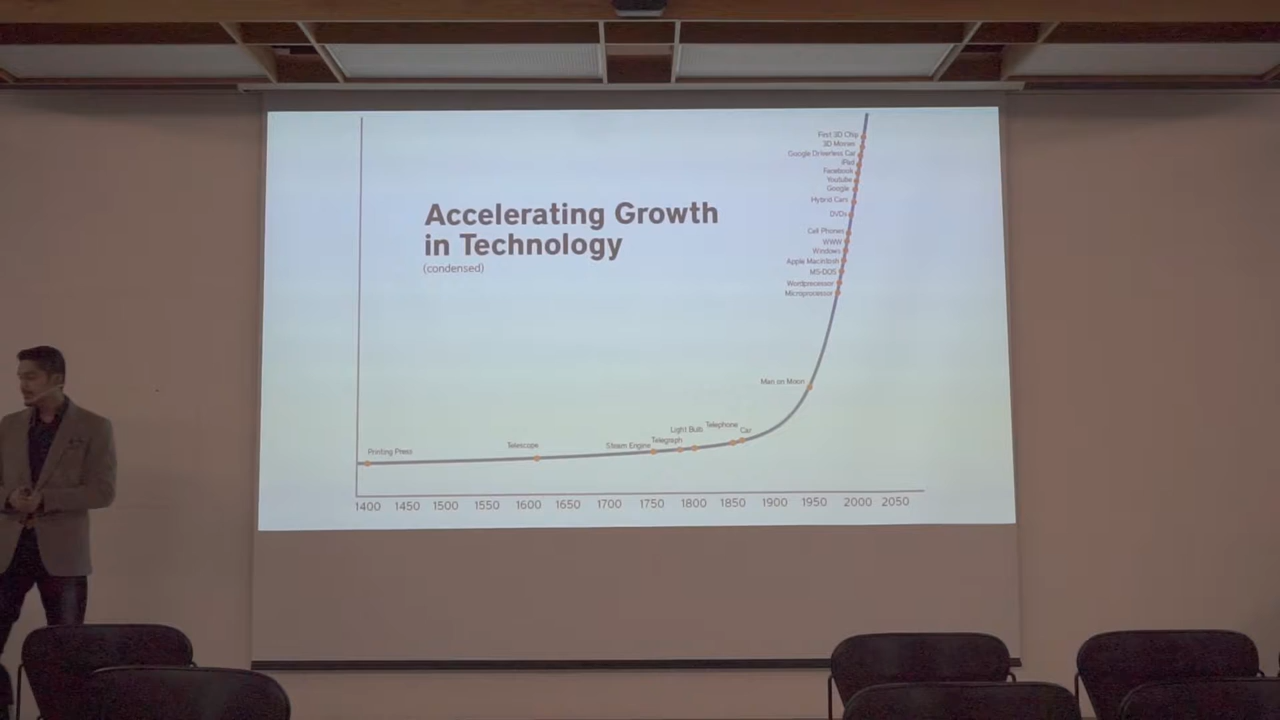 Accelerating Growth
in Technology
(condensed)
First 3D Chip
3D Movies
Google Driverless Car
iPad
Facebook
Youtube
Google
Hybrid Cars
DVDs
Cell Phones
WWW
Windows
Apple Macintosh
MS-DOS
Wordprecessor
Microprocessor
Man on Moon
Car
Telephone
Light Bulb
Telegraph
Steam Engine
Telescope
Printing Press
1400 1450 1500 1550 1600 1650 1700 1750 1800 1850 1900 1950 2000 2050